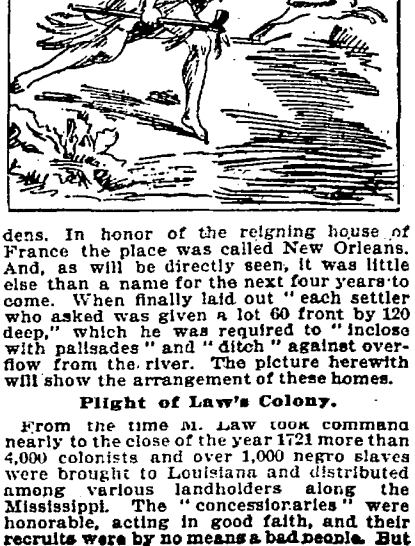 dens. In honor of the reigning house of
France the place was called New Orleans.
And, as will be directly seen, it was little
else than a name for the next four years to
come. When finally laid out "each settler
who asked was given a lot 60 front by 120
deep," which he was required to "inclose
with palisades" and "ditch" against over-
flow from the river. The picture herewith
will show the arrangement of these homes.
Plight of Law's Colony.
From the time M. Law took command
nearly to the close of the year 1721 more than
4,000 colonists and over 1,000 negro slaves
were brought to Louisiana and distributed
among various landholders along the
Mississippi. The "concessionaries" were
honorable, acting in good faith, and their
recruits were by no means a bad people. But